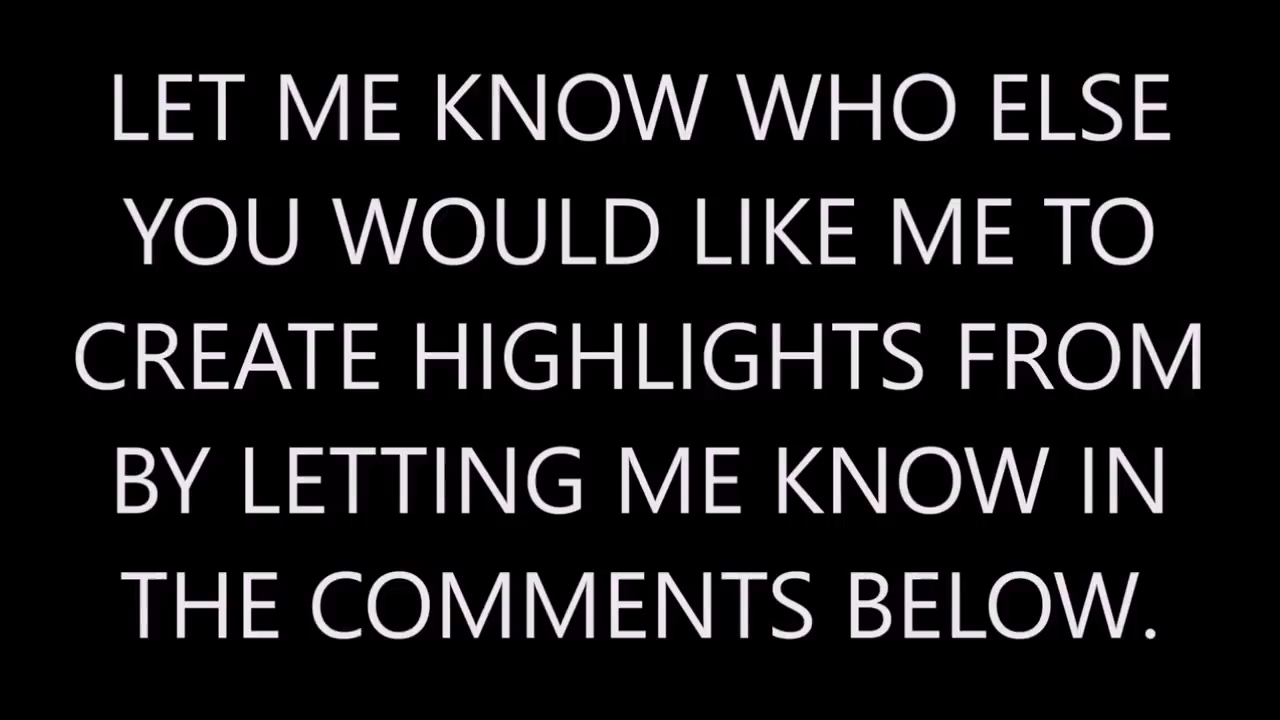 LET ME KNOW WHO ELSE
YOU WOULD LIKE ME TO
CREATE HIGHLIGHTS FROM
BY LETTING ME KNOW IN
THE COMMENTS BELOW.